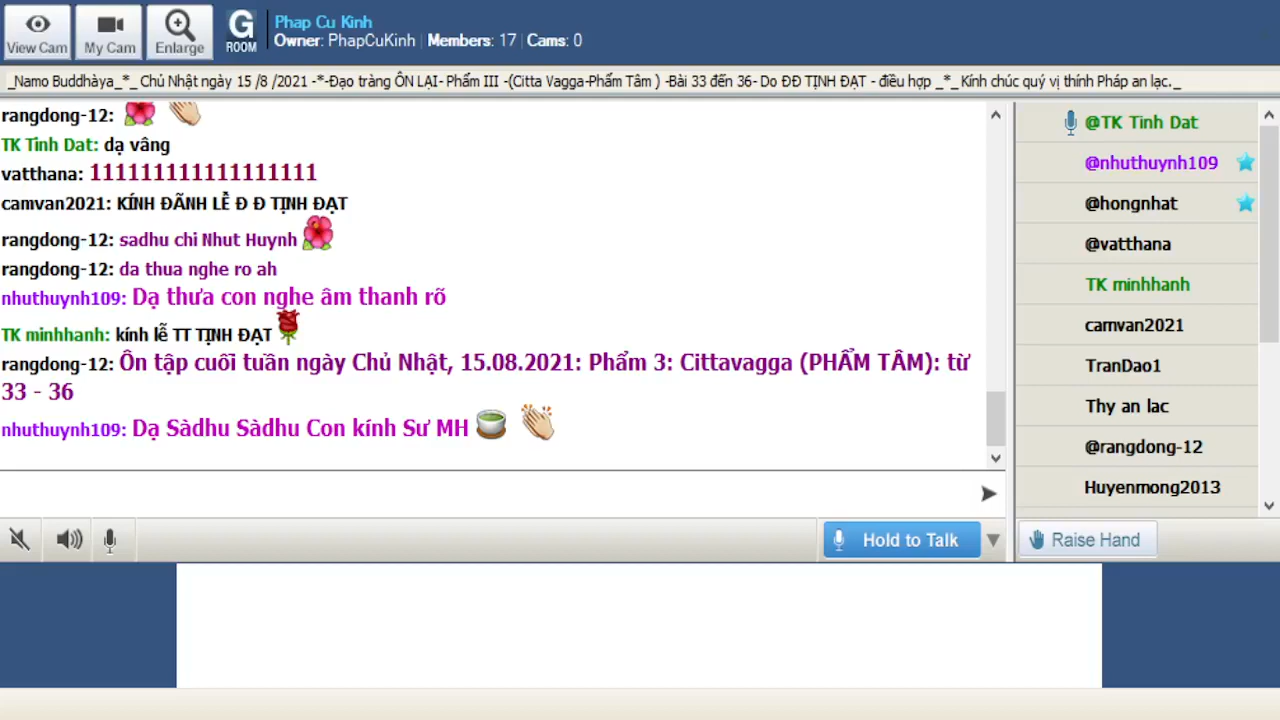 View Cam
My Cam
Enlarge
G
ROOM
Phap Cu Kinh
Owner: PhapCuKinh | Members: 17 | Cams: 0
_Namo Buddhàya_*_ Chủ Nhật ngày 15 /8 /2021 -*-Đạo tràng ÔN LẠI- Phẩm III -(Citta Vagga-Phẩm Tâm ) -Bài 33 đến 36- Do ĐĐ TỊNH ĐẠT - điều hợp _*_ Kính chúc quý vị thính Pháp an lạc._
rangdong-12:
TK Tinh Dat: dạ vâng
vatthana: 111111111111111111
camvan2021: KÍNH ĐÃNH LỄ Đ Đ TỊNH ĐẠT
rangdong-12: sadhu chi Nhut Huynh
rangdong-12: da thua nghe ro ah
nhuthuynh109: Dạ thưa con nghe âm thanh rõ
TK minhhanh: kính lễ TT TỊNH ĐẠT
rangdong-12: Ôn tập cuối tuần ngày Chủ Nhật, 15.08.2021: Phẩm 3: Cittavagga (PHẨM TÂM): từ
33 - 36
nhuthuynh109: Dạ Sàdhu Sàdhu Con kính Sư MH
Hold to Talk
@TK Tinh Dat
@nhuthuynh109
@hongnhat
@vatthana
TK minhhanh
camvan2021
TranDao1
Thy an lac
@rangdong-12
Huyenmong2013
Raise Hand